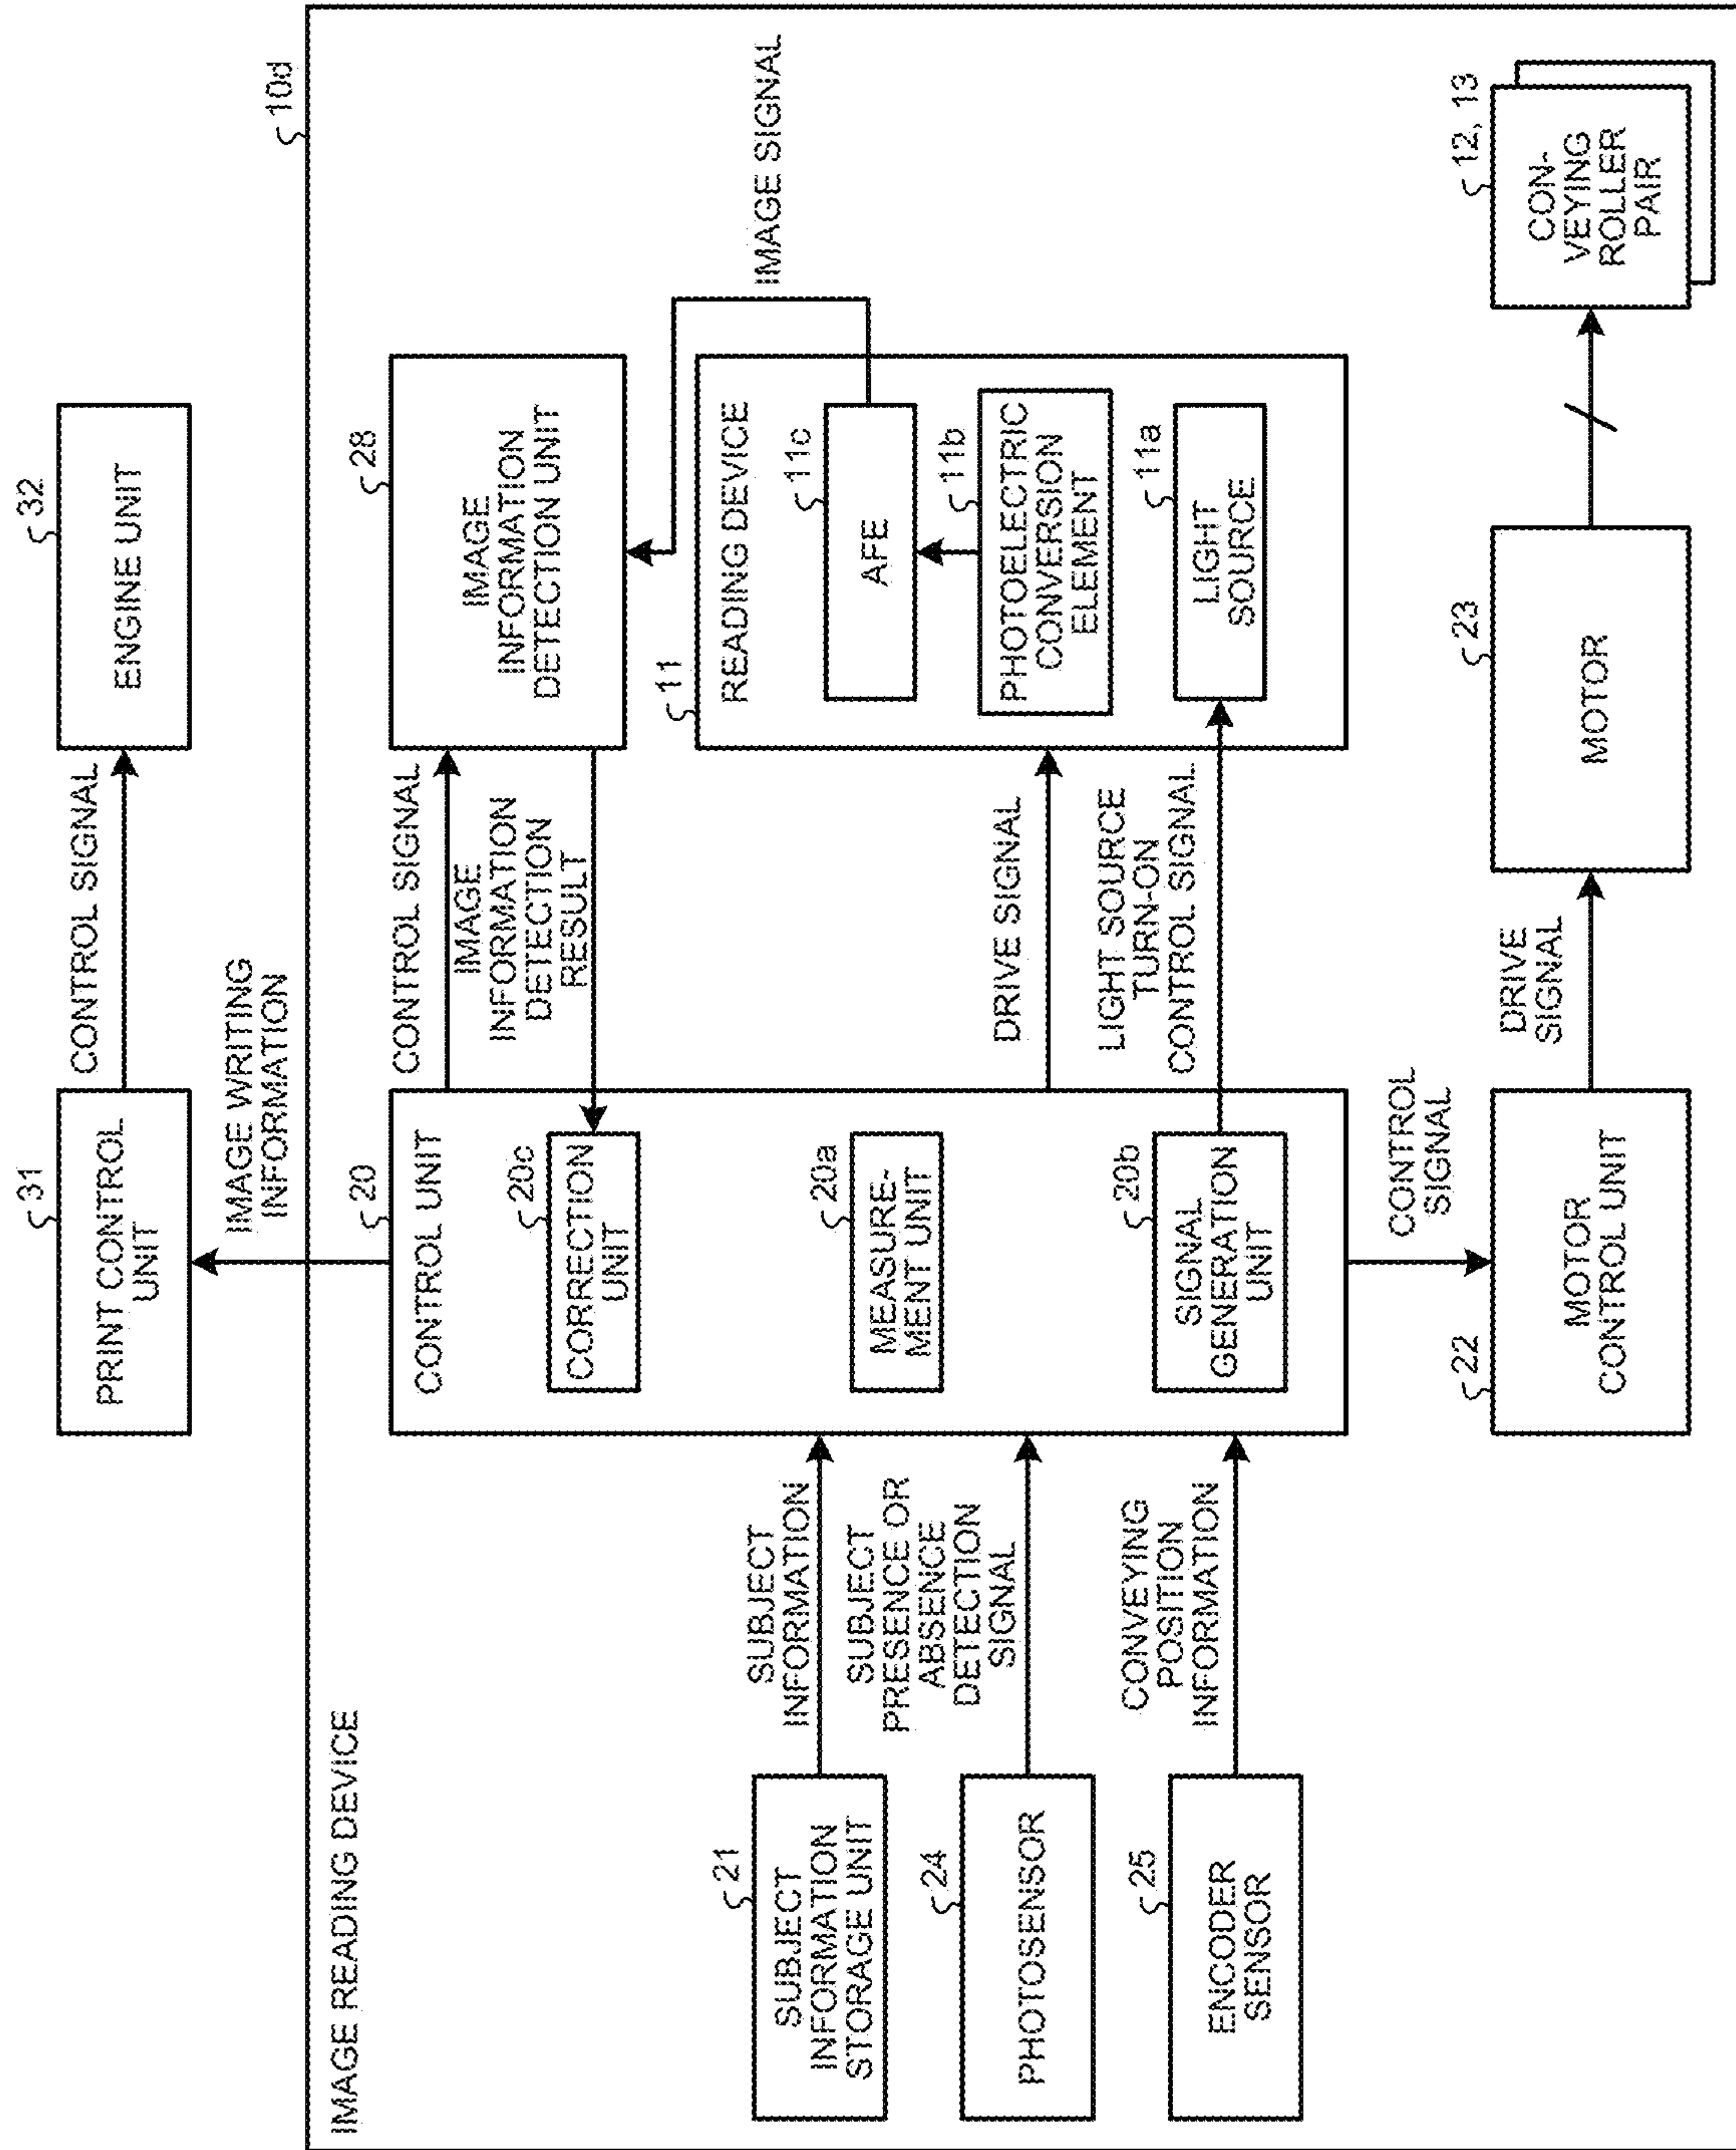 31
PRINT CONTROL
UNIT
CONTROL SIGNAL
32
ENGINE UNIT
IMAGE WRITING
INFORMATION
IMAGE READING DEVICE
10d
20
CONTROL UNIT
20c
CORRECTION
UNIT
20a
MEASURE-
MENT UNIT
20b
SIGNAL
GENERATION
UNIT
CONTROL SIGNAL
IMAGE
INFORMATION
DETECTION
RESULT
28
IMAGE
INFORMATION
DETECTION UNIT
IMAGE SIGNAL
21
SUBJECT
INFORMATION
STORAGE UNIT
SUBJECT
INFORMATION
24
PHOTOSENSOR
SUBJECT
PRESENCE OR
ABSENCE
DETECTION
SIGNAL
25
ENCODER
SENSOR
CONVEYING
POSITION
INFORMATION
DRIVE SIGNAL
LIGHT SOURCE
TURN-ON
CONTROL SIGNAL
11
READING DEVICE
11c
AFE
11b
PHOTOELECTRIC
CONVERSION
ELEMENT
11a
LIGHT
SOURCE
CONTROL
SIGNAL
22
MOTOR
CONTROL UNIT
DRIVE
SIGNAL
23
MOTOR
12, 13
CON-
VEYING
ROLLER
PAIR